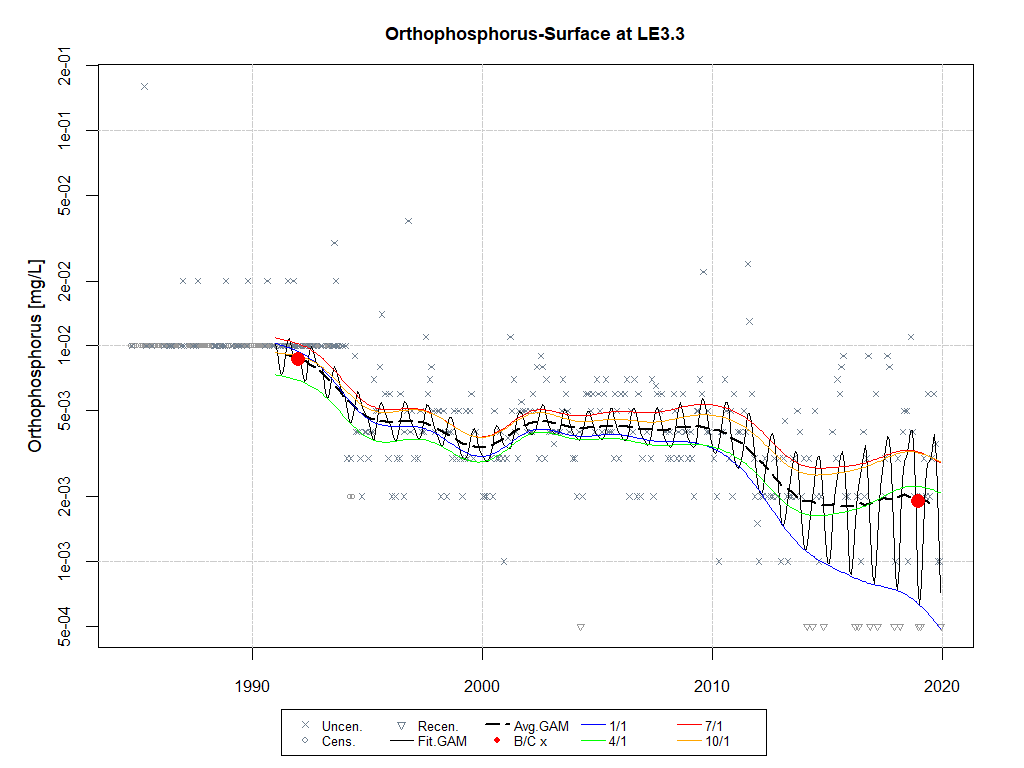 Orthophosphorus-Surface at LE3.3
Orthophosphorus [mg/L]
2e-01
1e-01
5e-02
2e-02
1e-02
5e-03
2e-03
1e-03
5e-04
1990 2000 2010 2020
Uncen. Recen. Avg.GAM 1/1 7/1
Cens. Fit.GAM B/C x 4/1 10/1